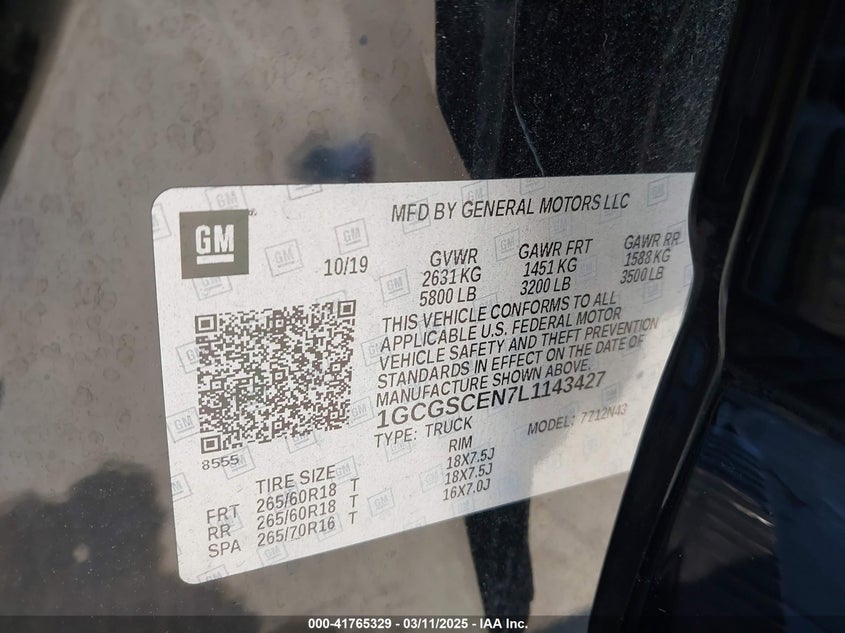 MFD BY GENERAL MOTORS LLC
GM
10/19
GVWR GAWR FRT GAWR RR
2631 KG 1451 KG 1588 KG
5800 LB 3200 LB 3500 LB
THIS VEHICLE CONFORMS TO ALL
APPLICABLE U.S. FEDERAL MOTOR
VEHICLE SAFETY AND THEFT PREVENTION
STANDARDS IN EFFECT ON THE DATE OF
MANUFACTURE SHOWN ABOVE.
1GCGSCEN7L1143427
TYPE: TRUCK MODEL: 7Z12N43
8555
TIRE SIZE RIM
FRT 265/60R18 T 18X7.5J
RR 265/60R18 T 18X7.5J
SPA 265/70R16 T 16X7.0J
000-41765329 | 03/11/2025 - IAA Inc.